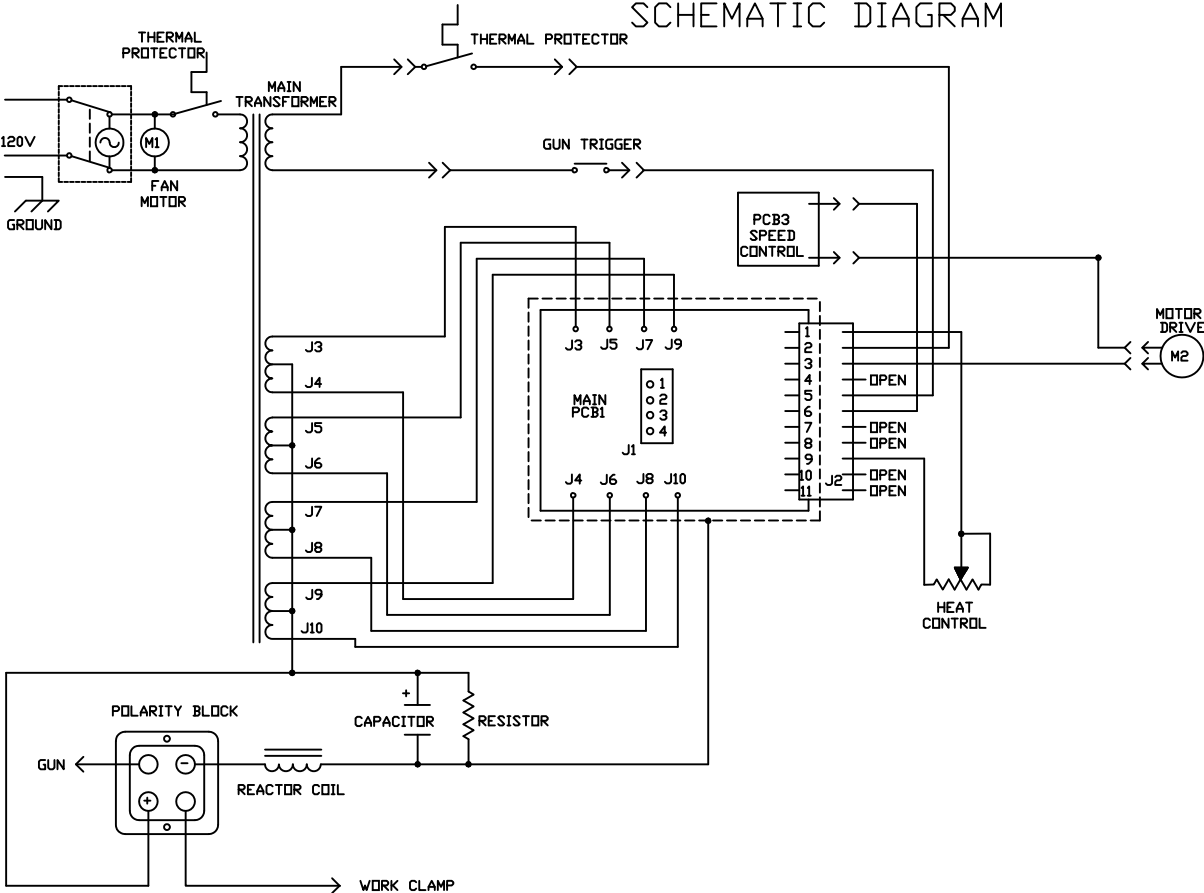 SCHEMATIC DIAGRAM
THERMAL
PROTECTOR
THERMAL PROTECTOR
MAIN
TRANSFORMER
120V
M1
GUN TRIGGER
FAN
MOTOR
GROUND
PCB3
SPEED
CONTROL
MOTOR
DRIVE
M2
J3
J4
J5
J6
J7
J8
J9
J10
J3 J5 J7 J9
MAIN
PCB1
1
2
3
4
J1
J4 J6 J8 J10
1
2
3
4 OPEN
5
6
7 OPEN
8 OPEN
9
10 OPEN
11 OPEN
J2
HEAT
CONTROL
+
CAPACITOR
RESISTOR
POLARITY BLOCK
GUN
-
+
REACTOR COIL
WORK CLAMP